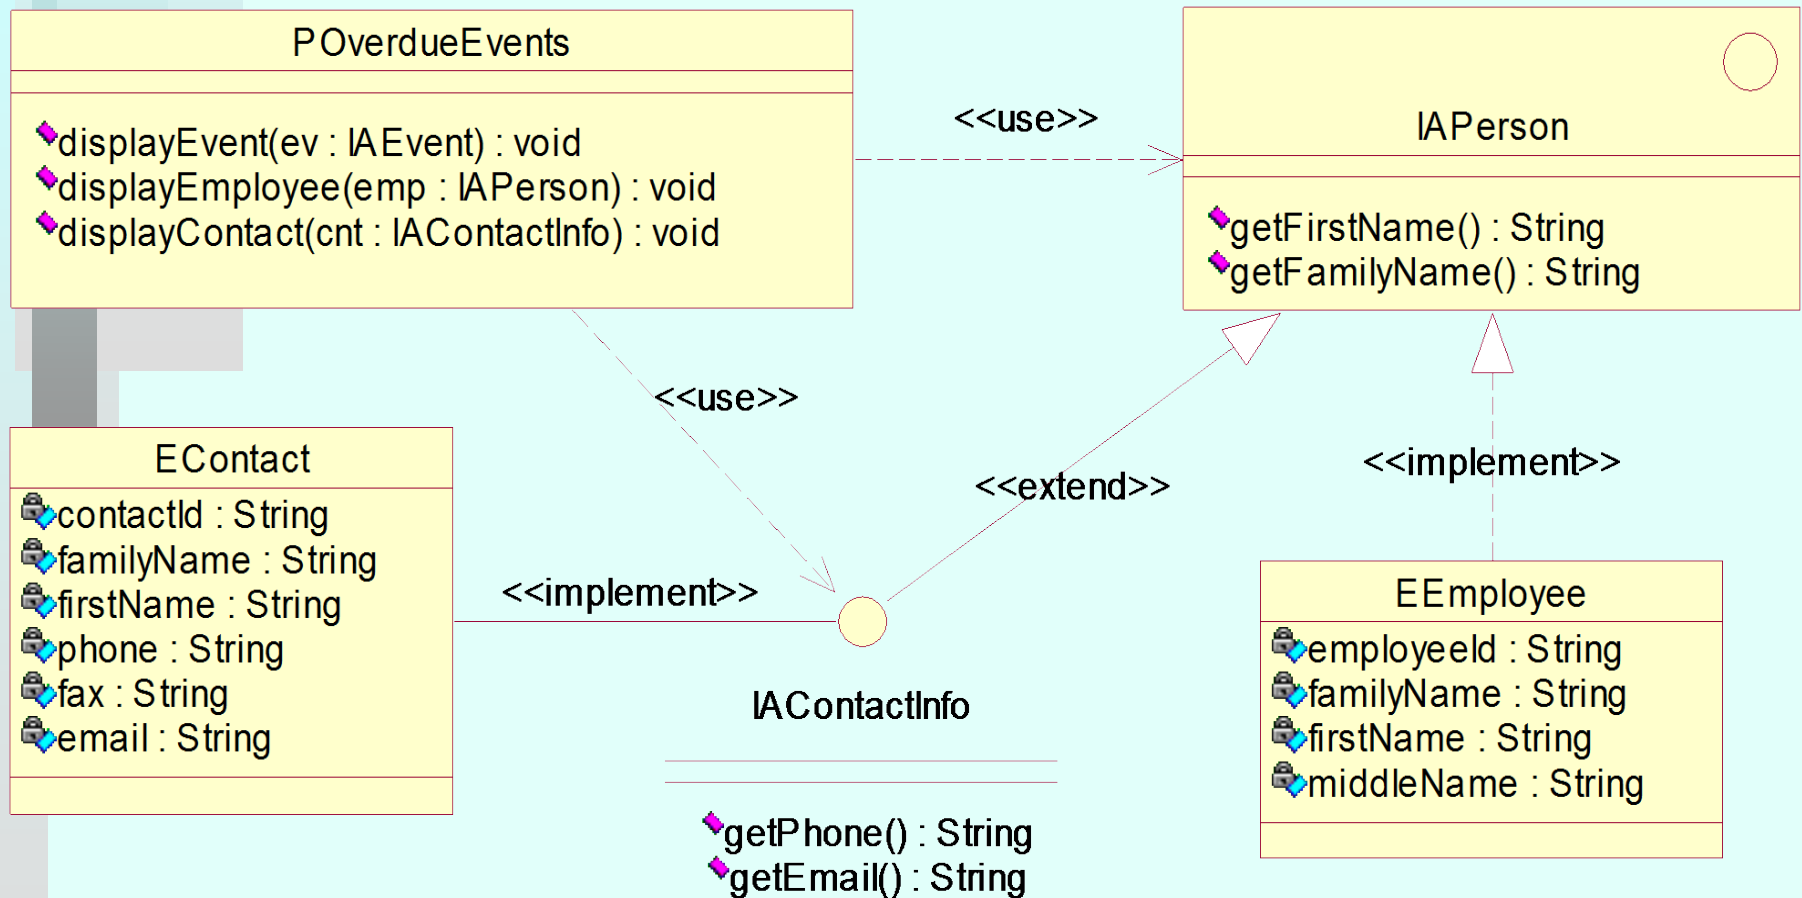 POverdueEvents
displayEvent(ev : IAEvent) : void
displayEmployee(emp : IAPerson) : void
displayContact(cnt : IAContactInfo) : void
<<use>>
IAPerson
getFirstName() : String
getFamilyName() : String
<<use>>
<<extend>>
<<implement>>
EContact
contactId : String
familyName : String
firstName : String
phone : String
fax : String
email : String
<<implement>>
IAContactInfo
getPhone() : String
getEmail() : String
EEmployee
employeeId : String
familyName : String
firstName : String
middleName : String